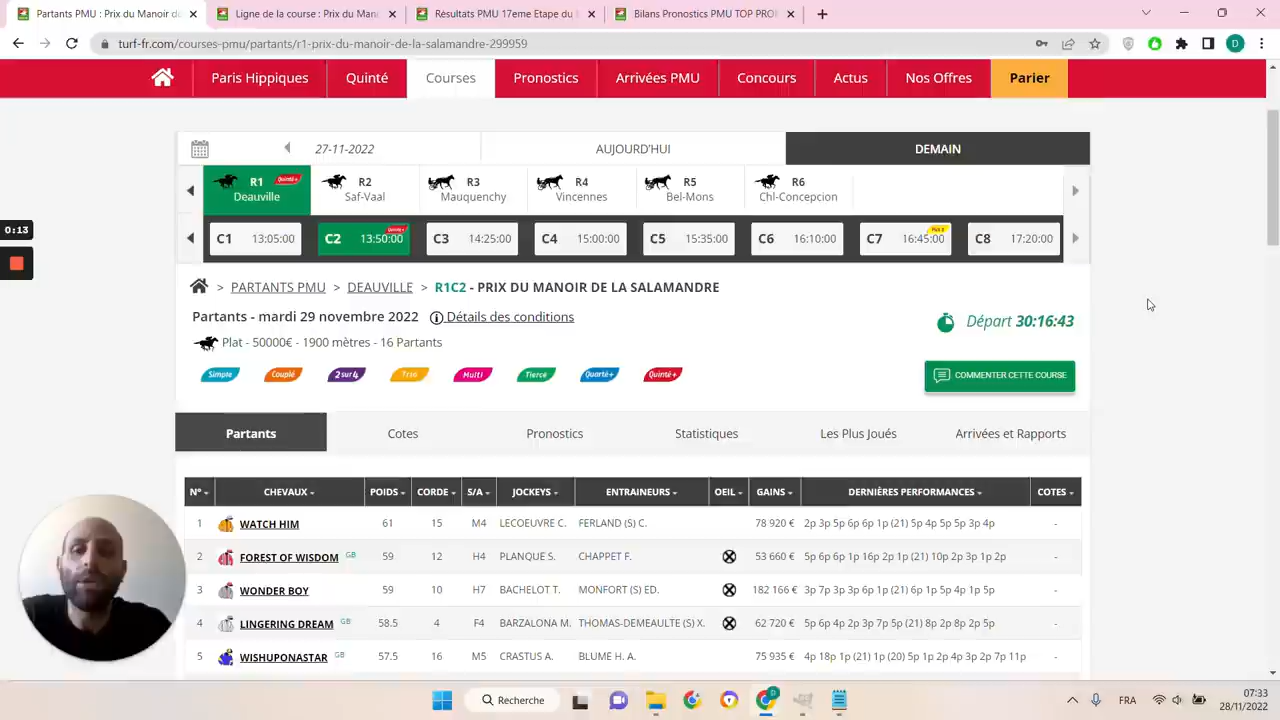 Partants PMU : Prix du Manoir d
Ligne de la course : Prix du M
Résultats PMU 17eme Etape du
Bilans Pronostics PMU TOP PRO
turf-fr.com/courses-pmu/partants/r1-prix-du-manoir-de-la-salamandre-299959
Paris Hippiques Quinté Courses Pronostics Arrivées PMU Concours Actus Nos Offres Parier
27-11-2022 AUJOURD'HUI DEMAIN
R1 Quinté+ R2 R3 R4 R5 R6
Deauville Saf-Vaal Mauquenchy Vincennes Bel-Mons Chl-Concepcion
0:13
C1 13:05:00 C2 13:50:00 C3 14:25:00 C4 15:00:00 C5 15:35:00 C6 16:10:00 C7 16:45:00 C8 17:20:00
> PARTANTS PMU > DEAUVILLE > R1C2 - PRIX DU MANOIR DE LA SALAMANDRE
Partants - mardi 29 novembre 2022 Détails des conditions
Départ 30:16:43
Plat - 50000€ - 1900 mètres - 16 Partants
Simple Couplé 2 sur 4 Trio Multi Tiercé Quarté+ Quinté+
COMMENTER CETTE COURSE
Partants Cotes Pronostics Statistiques Les Plus Joués Arrivées et Rapports
N° CHEVAUX POIDS CORDE S/A JOCKEYS ENTRAINEURS OEIL GAINS DERNIÈRES PERFORMANCES COTES
1 WATCH HIM 61 15 M4 LECOEUVRE C. FERLAND (S) C. 78 920 € 2p 3p 5p 6p 6p 1p (21) 5p 4p 5p 5p 3p 4p -
2 FOREST OF WISDOM GB 59 12 H4 PLANQUE S. CHAPPET F. 53 660 € 5p 6p 6p 1p 16p 2p 1p (21) 10p 2p 3p 1p 2p -
3 WONDER BOY 59 10 H7 BACHELOT T. MONFORT (S) ED. 182 166 € 3p 7p 3p 3p 6p 1p (21) 6p 1p 5p 4p 1p 5p -
4 LINGERING DREAM GB 58.5 4 F4 BARZALONA M. THOMAS-DEMEAULTE (S) X. 62 720 € 5p 6p 4p 2p 3p 7p 5p (21) 8p 2p 8p 2p 5p -
5 WISHUPONASTAR GB 57.5 16 M5 CRASTUS A. BLUME H. A. 75 935 € 4p 18p 1p (21) 1p (20) 5p 1p 2p 4p 3p 2p 7p 11p -
Recherche
FRA
07:33
28/11/2022